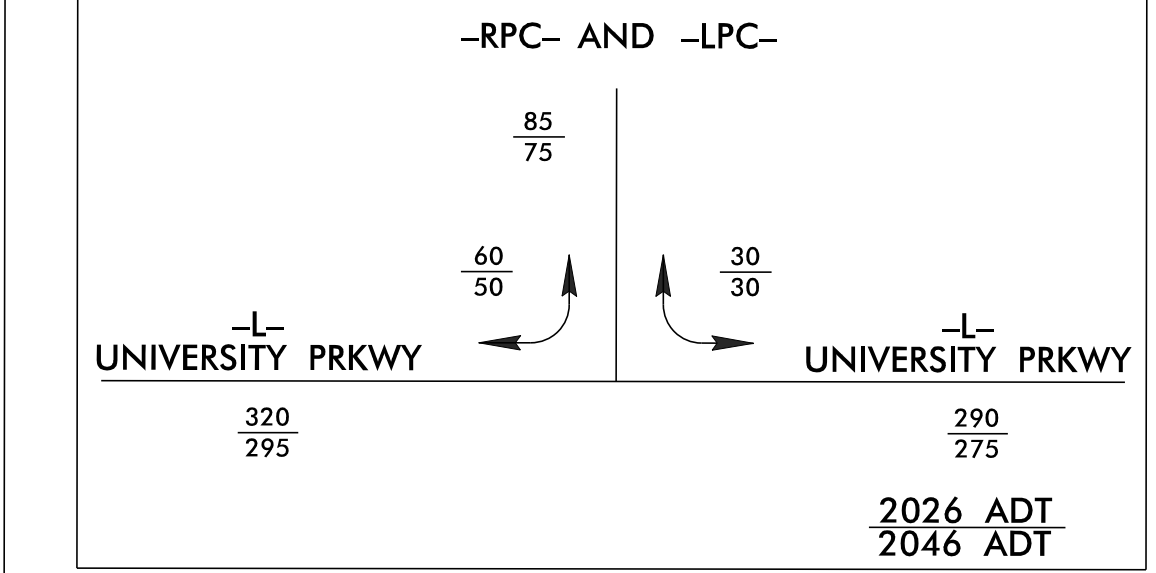 –RPC– AND –LPC–
85
75
60
50
30
30
–L–
UNIVERSITY PRKWY
–L–
UNIVERSITY PRKWY
320
295
290
275
2026 ADT
2046 ADT